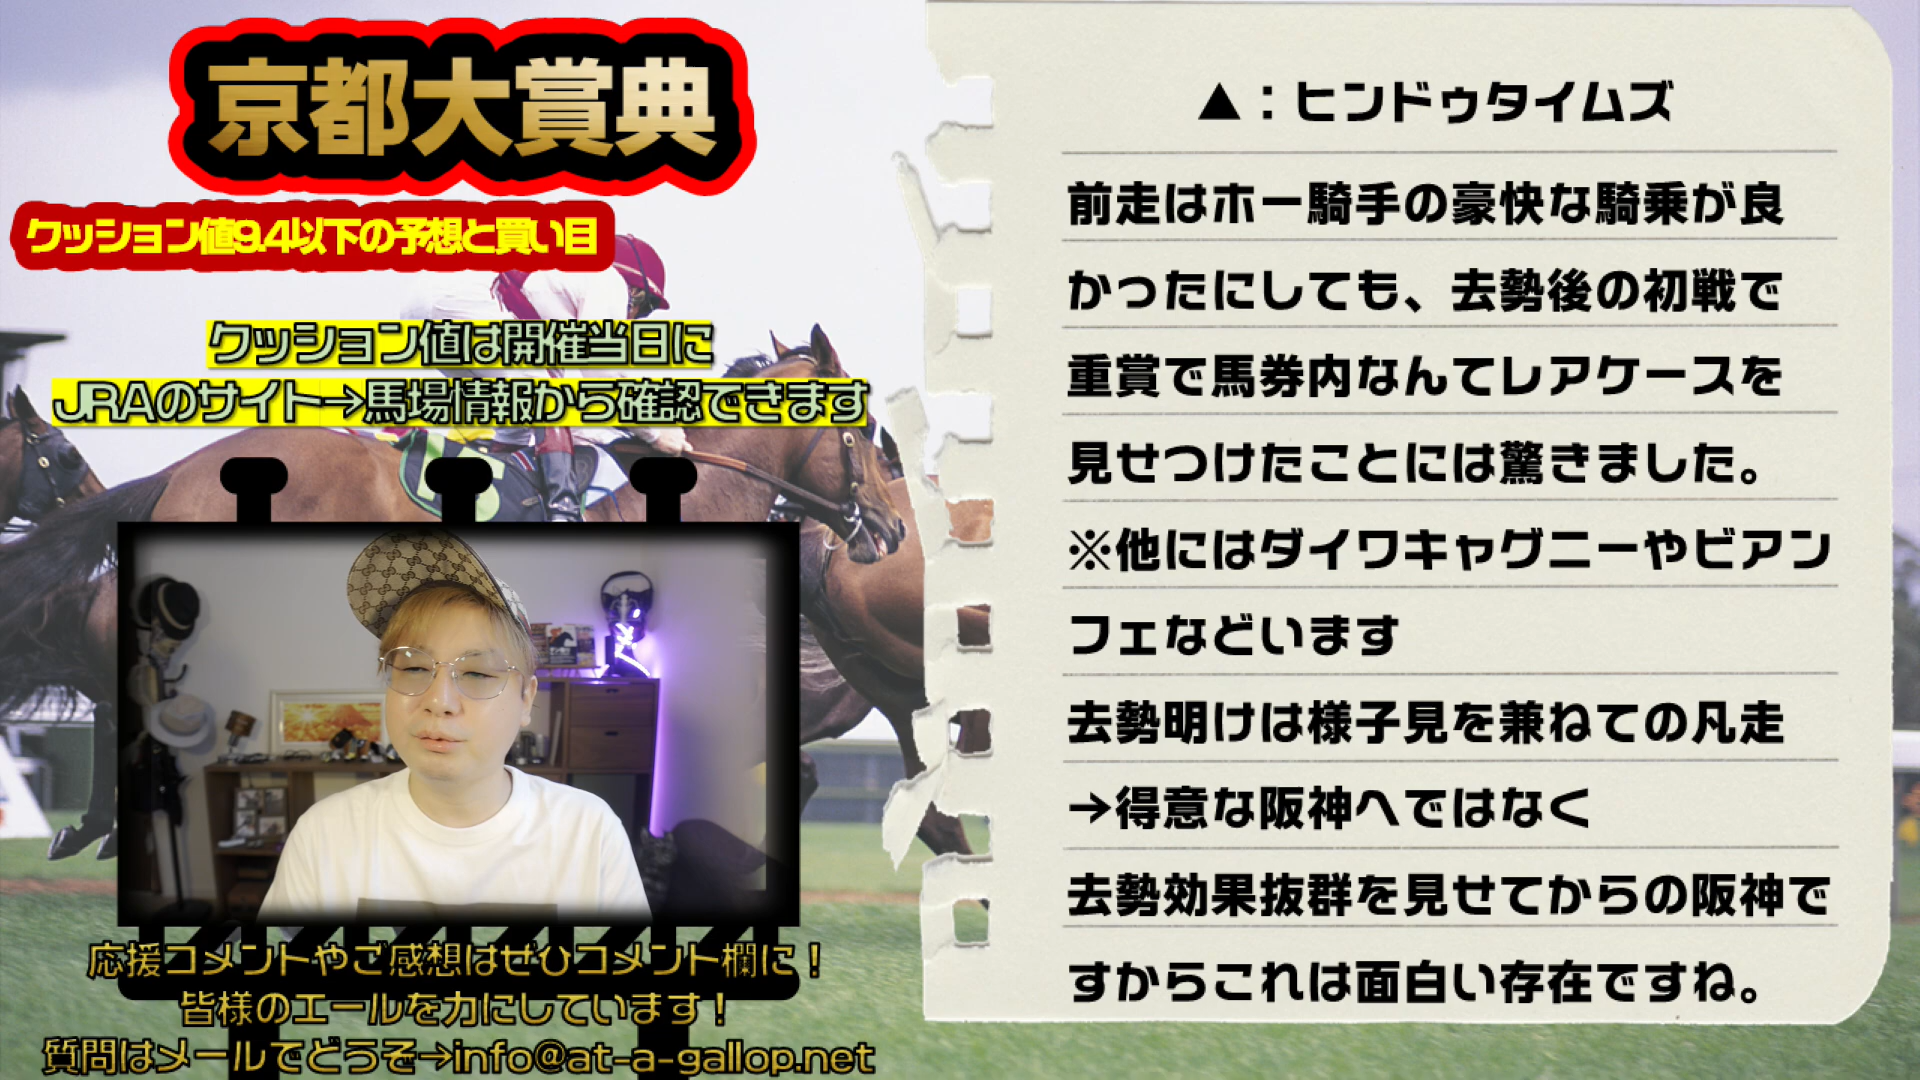 京都大賞典
クッション値9.4以下の予想と買い目
クッション値は開催当日に
JRAのサイト→馬場情報から確認できます
応援コメントやご感想はぜひコメント欄に！
皆様のエールを力にしています！
質問はメールでどうぞ→info@at-a-gallop.net
▲：ヒンドゥタイムズ
前走はホー騎手の豪快な騎乗が良
かったにしても、去勢後の初戦で
重賞で馬券内なんてレアケースを
見せつけたことには驚きました。
※他にはダイワキャグニーやビアン
フェなどいます
去勢明けは様子見を兼ねての凡走
→得意な阪神へではなく
去勢効果抜群を見せてからの阪神で
すからこれは面白い存在ですね。